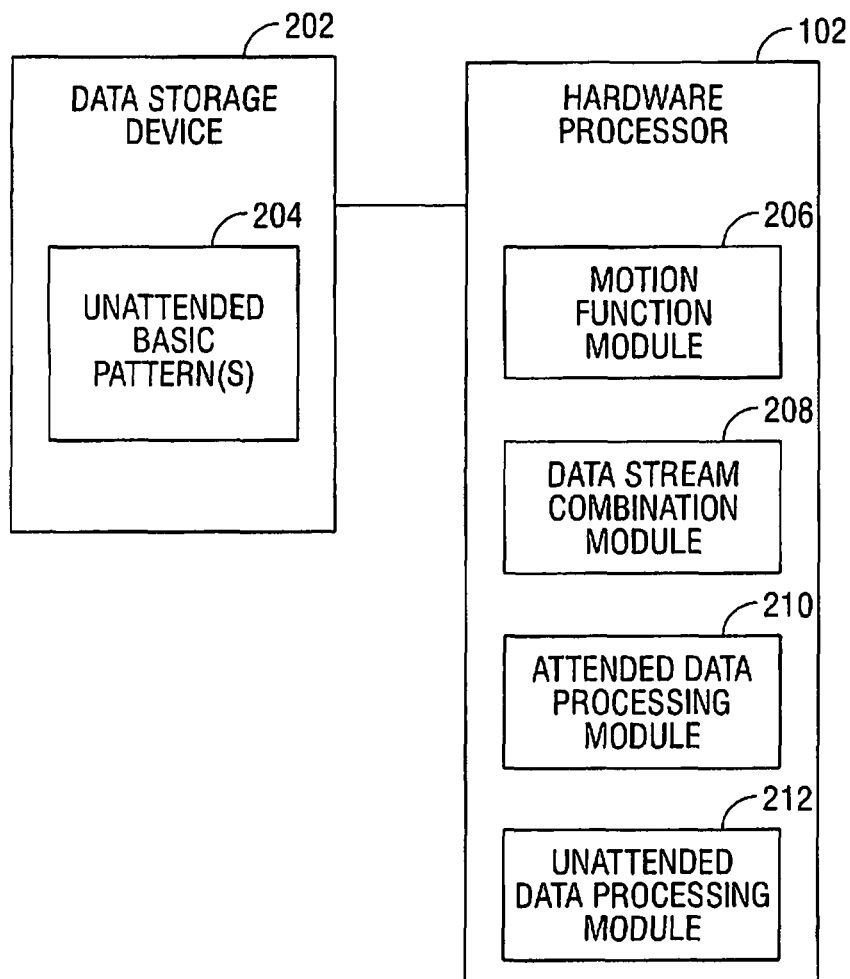 202
DATA STORAGE
DEVICE
204
UNATTENDED
BASIC
PATTERN(S)
102
HARDWARE
PROCESSOR
206
MOTION
FUNCTION
MODULE
208
DATA STREAM
COMBINATION
MODULE
210
ATTENDED DATA
PROCESSING
MODULE
212
UNATTENDED
DATA PROCESSING
MODULE